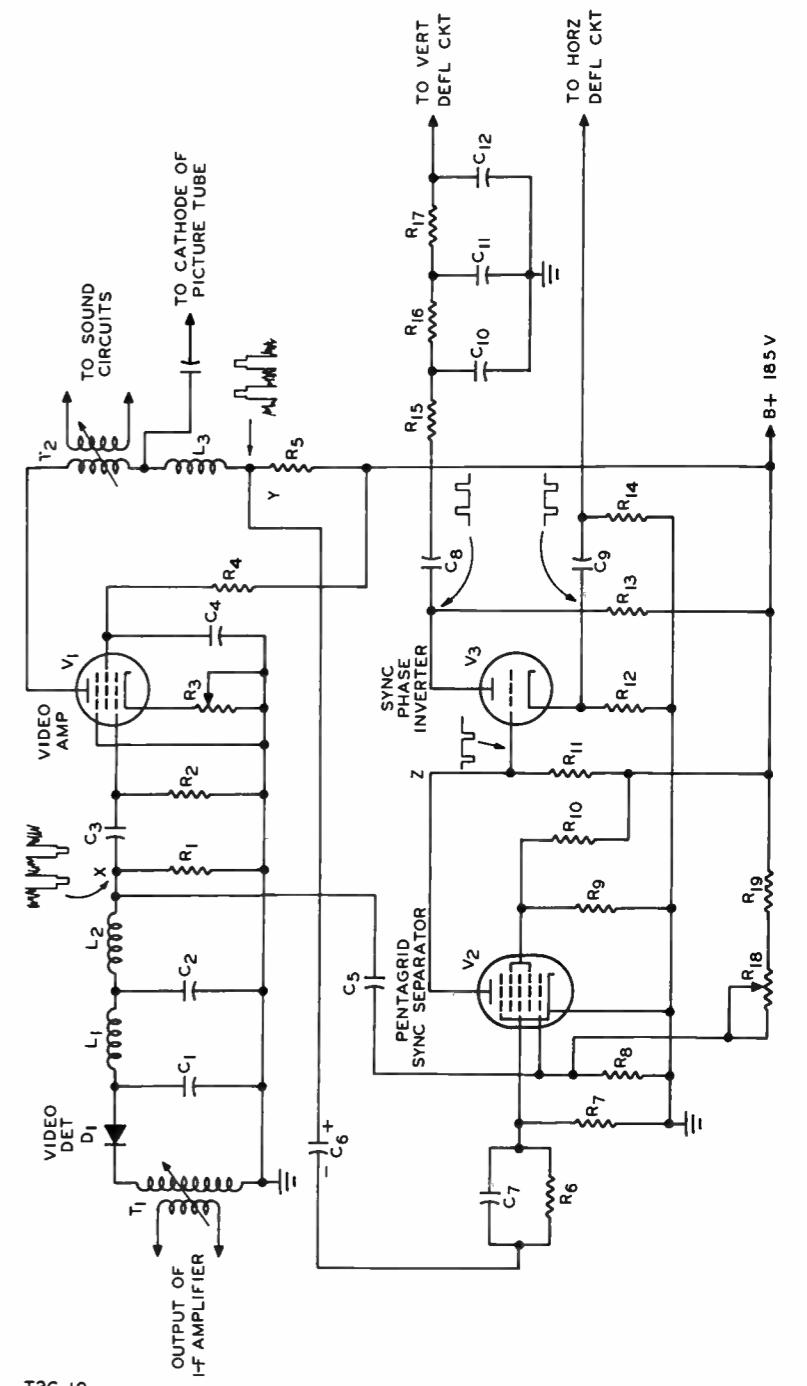 OUTPUT OF
I-F AMPLIFIER
T1
VIDEO
DET
D1
C1
L1
C2
L2
X
R1
C3
R2
VIDEO
AMP
V1
R3
C4
R4
T2
TO SOUND
CIRCUITS
TO CATHODE OF
PICTURE TUBE
L3
Y
R5
C5
+
-
C6
C7
R6
R7
R8
PENTAGRID
SYNC SEPARATOR
V2
R9
R10
R18
R19
Z
R11
SYNC
PHASE
INVERTER
V3
R12
R13
C8
C9
R14
R15
C10
R16
C11
R17
C12
TO VERT
DEFL CKT
TO HORZ
DEFL CKT
B+ 185V